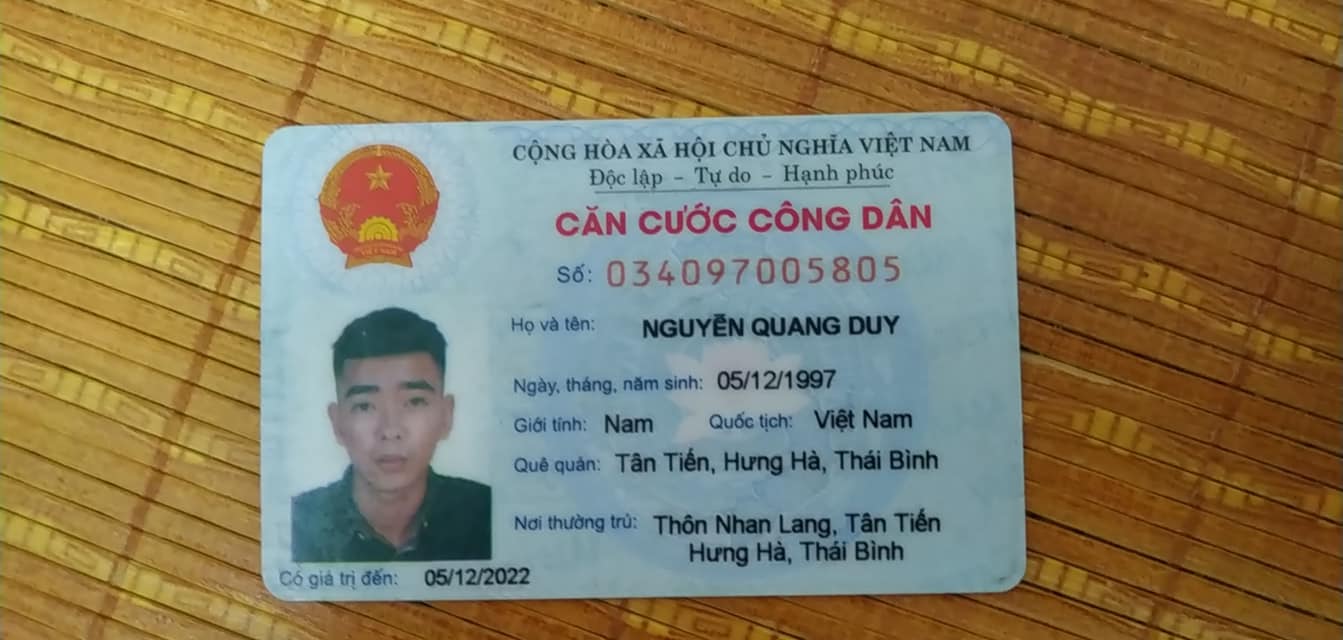 CỘNG HÒA XÃ HỘI CHỦ NGHĨA VIỆT NAM
Độc lập - Tự do - Hạnh phúc
CĂN CƯỚC CÔNG DÂN
Số: 034097005805
Họ và tên: NGUYỄN QUANG DUY
Ngày, tháng, năm sinh: 05/12/1997
Giới tính: Nam Quốc tịch: Việt Nam
Quê quán: Tân Tiến, Hưng Hà, Thái Bình
Nơi thường trú: Thôn Nhan Lang, Tân Tiến
Hưng Hà, Thái Bình
Có giá trị đến: 05/12/2022